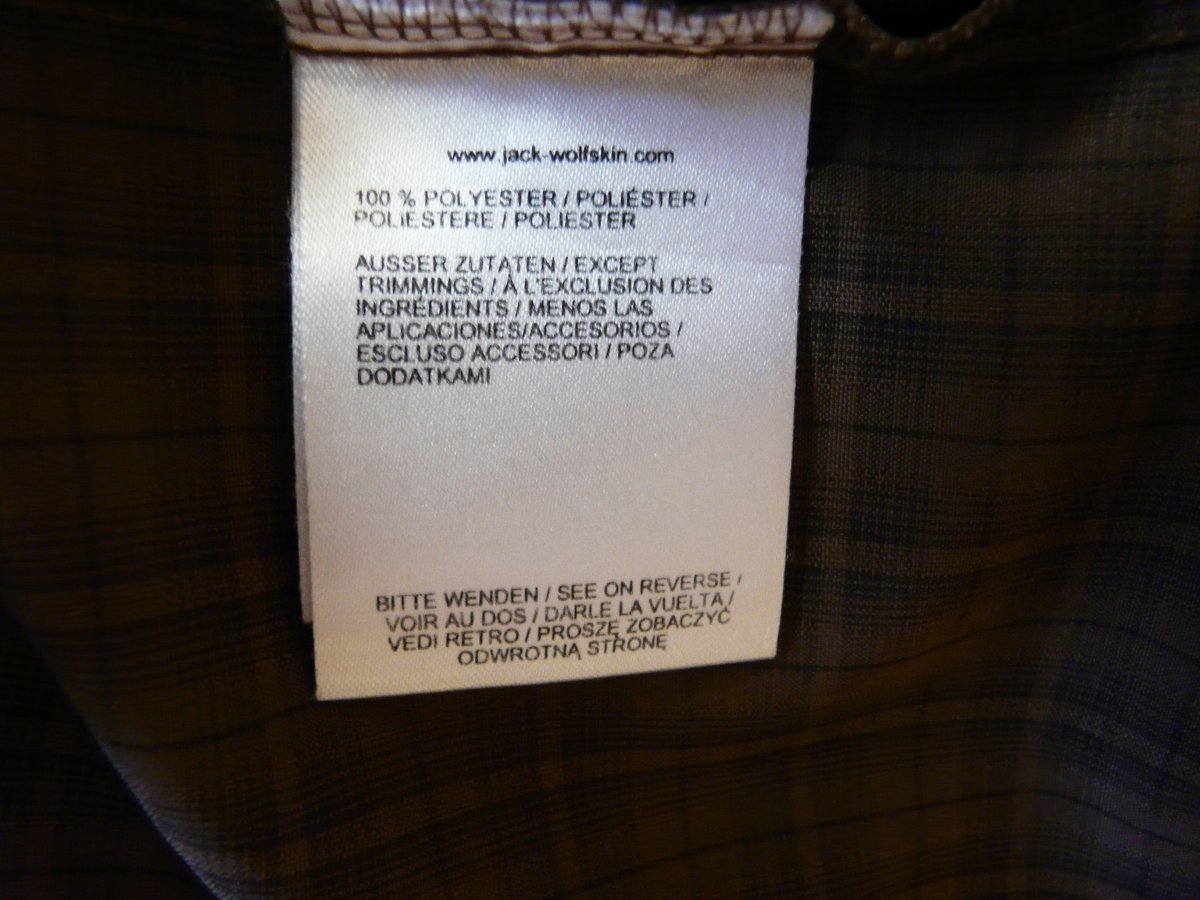 www.jack-wolfskin.com
100 % POLYESTER / POLIÉSTER /
POLIESTERE / POLIESTER
AUSSER ZUTATEN / EXCEPT
TRIMMINGS / À L'EXCLUSION DES
INGRÉDIENTS / MENOS LAS
APLICACIONES/ACCESORIOS /
ESCLUSO ACCESSORI / POZA
DODATKAMI
BITTE WENDEN / SEE ON REVERSE /
VOIR AU DOS / DARLE LA VUELTA /
VEDI RETRO / PROSZĘ ZOBACZYĆ
ODWROTNĄ STRONĘ